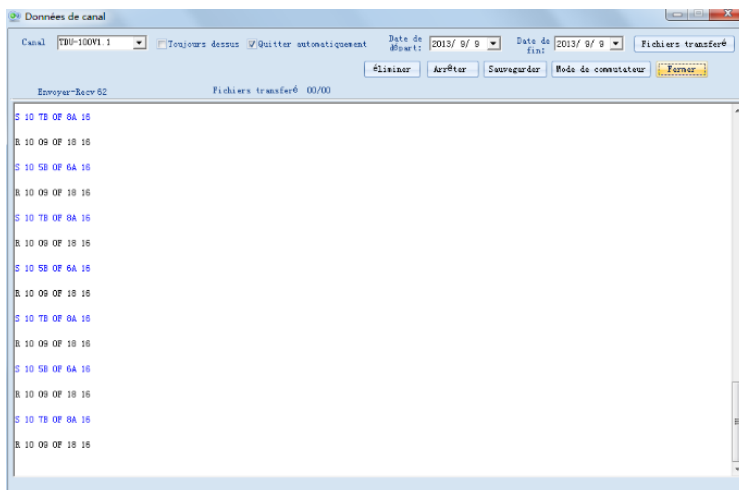 Données de canal
Canal TDU-100V1.1 Toujours dessus Quitter automatiquement Date de départ: 2013/ 9/ 9 Date de fin: 2013/ 9/ 9 Fichiers transferé
éliminer Arrêter Sauvegarder Mode de commutateur Fermer
Envoyer-Recv 62 Fichiers transferé 00/00
S 10 7B 0F 8A 16
R 10 09 0F 18 16
S 10 5B 0F 6A 16
R 10 09 0F 18 16
S 10 7B 0F 8A 16
R 10 09 0F 18 16
S 10 5B 0F 6A 16
R 10 09 0F 18 16
S 10 7B 0F 8A 16
R 10 09 0F 18 16
S 10 5B 0F 6A 16
R 10 09 0F 18 16
S 10 7B 0F 8A 16
R 10 09 0F 18 16